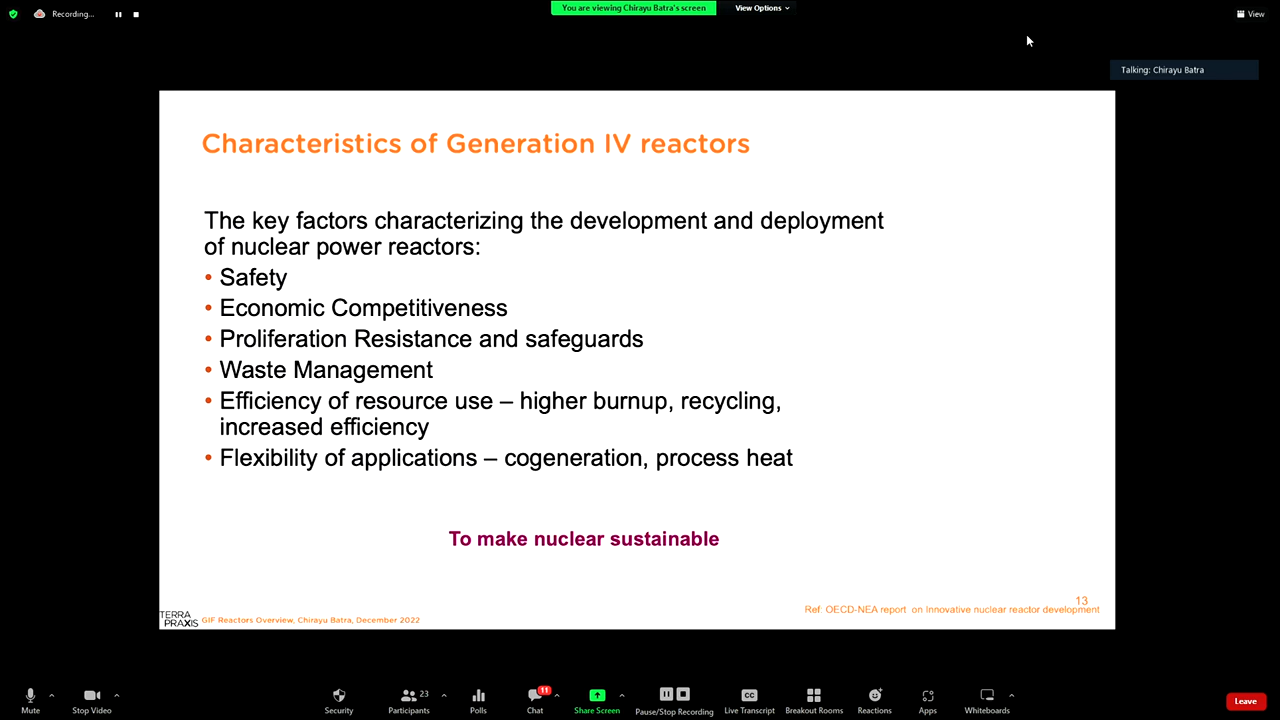 Recording...
You are viewing Chirayu Batra's screen
View Options
View
Talking: Chirayu Batra
Characteristics of Generation IV reactors
The key factors characterizing the development and deployment
of nuclear power reactors:
• Safety
• Economic Competitiveness
• Proliferation Resistance and safeguards
• Waste Management
• Efficiency of resource use – higher burnup, recycling,
increased efficiency
• Flexibility of applications – cogeneration, process heat
To make nuclear sustainable
13
Ref: OECD-NEA report on Innovative nuclear reactor development
TERRA
PRAXIS
GIF Reactors Overview, Chirayu Batra, December 2022
Mute
Stop Video
Security
23
Participants
Polls
11
Chat
Share Screen
Pause/Stop Recording
CC
Live Transcript
Breakout Rooms
Reactions
Apps
Whiteboards
Leave